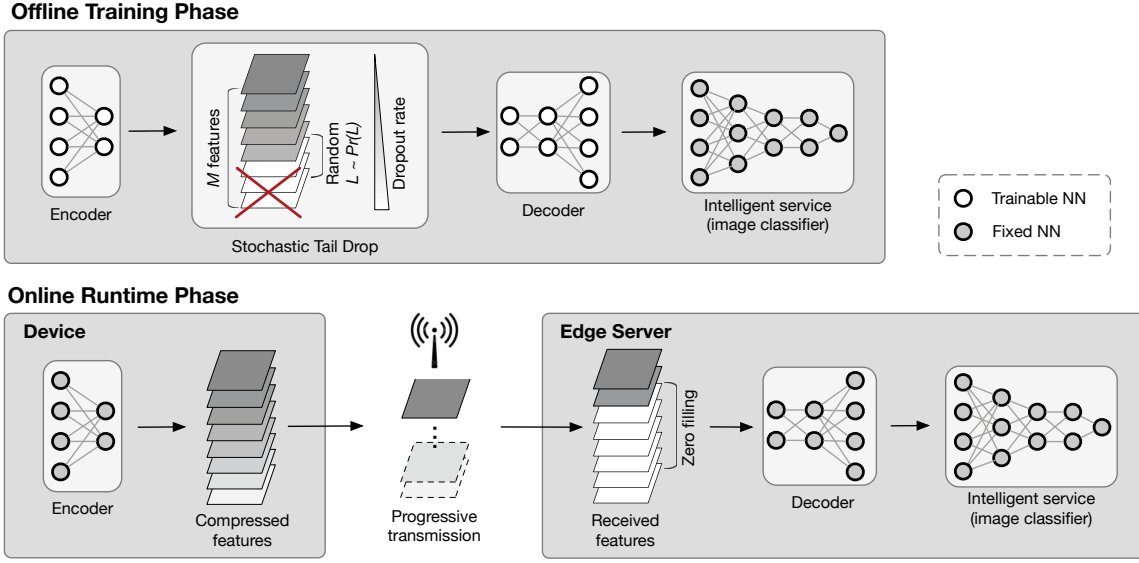 Offline Training Phase
Encoder
M features
Random
L ~ Pr(L)
Dropout rate
Stochastic Tail Drop
Decoder
Intelligent service
(image classifier)
Trainable NN
Fixed NN
Online Runtime Phase
Device
Encoder
Compressed
features
Progressive
transmission
Edge Server
Zero filling
Received
features
Decoder
Intelligent service
(image classifier)